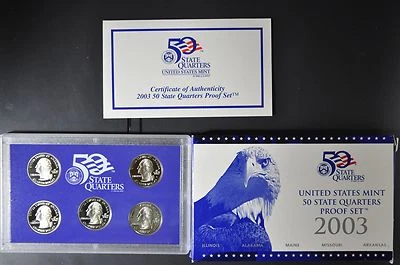 50
STATE
QUARTERS
UNITED STATES MINT
Certificate of Authenticity
2003 50 State Quarters Proof Set™
50
STATE
QUARTERS
50
STATE
QUARTERS
UNITED STATES MINT
50 STATE QUARTERS
PROOF SET™
2003
ILLINOIS ALABAMA MAINE MISSOURI ARKANSAS